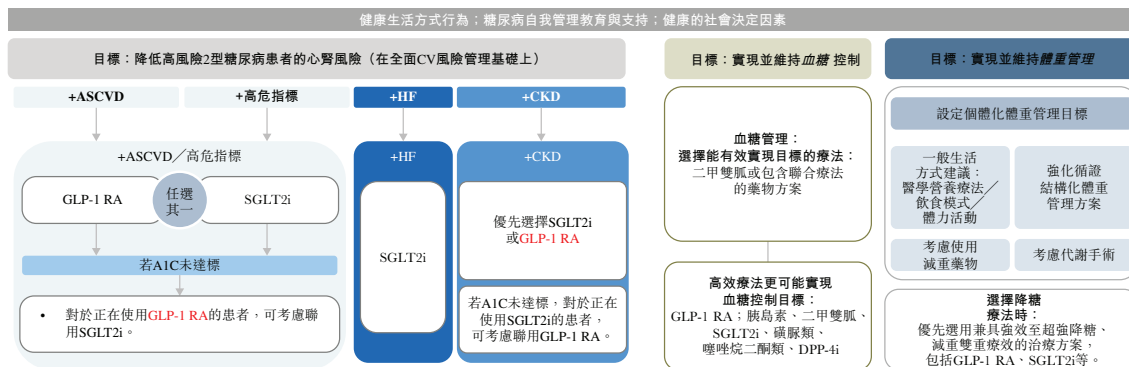 健康生活方式行為；糖尿病自我管理教育與支持；健康的社會決定因素
目標：降低高風險2型糖尿病患者的心腎風險（在全面CV風險管理基礎上）
+ASCVD
+高危指標
+HF
+CKD
+ASCVD／高危指標
GLP-1 RA
任選
其一
SGLT2i
若A1C未達標
• 對於正在使用GLP-1 RA的患者，可考慮聯
用SGLT2i。
+HF
SGLT2i
+CKD
優先選擇SGLT2i
或GLP-1 RA
若A1C未達標，對於正在
使用SGLT2i的患者，
可考慮聯用GLP-1 RA。
目標：實現並維持血糖 控制
血糖管理：
選擇能有效實現目標的療法：
二甲雙胍或包含聯合療法
的藥物方案
高效療法更可能實現
血糖控制目標：
GLP-1 RA；胰島素、二甲雙胍、
SGLT2i、磺脲類、
噻唑烷二酮類、DPP-4i
目標：實現並維持體重管理
設定個體化體重管理目標
一般生活
方式建議：
醫學營養療法／
飲食模式／
體力活動
強化循證
結構化體重
管理方案
考慮使用
減重藥物
考慮代謝手術
選擇降糖
療法時：
優先選用兼具強效至超強降糖、
減重雙重療效的治療方案，
包括GLP-1 RA、SGLT2i等。